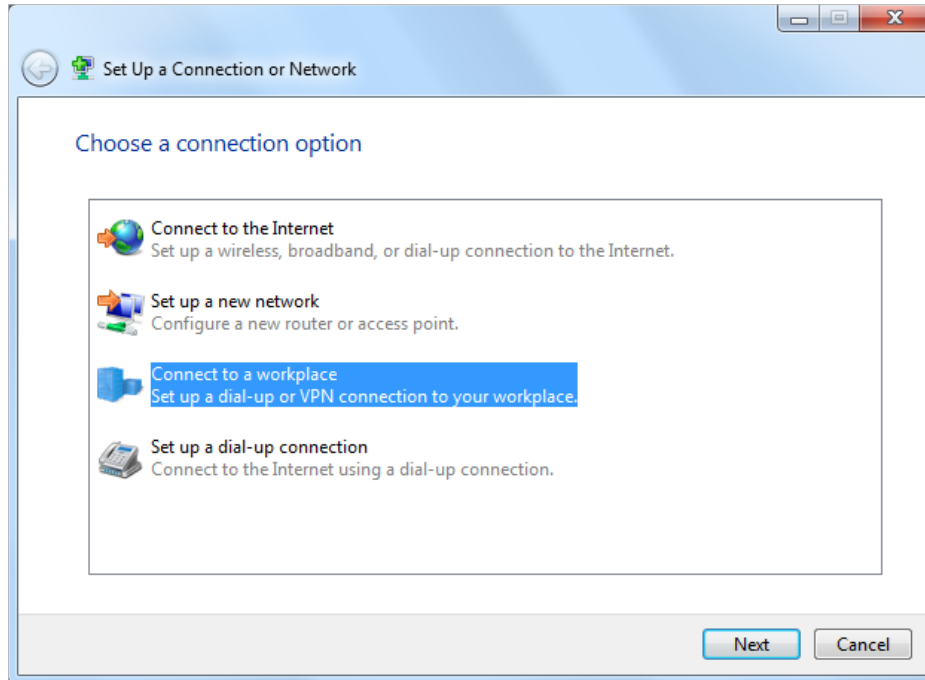 Set Up a Connection or Network
Choose a connection option
Connect to the Internet
Set up a wireless, broadband, or dial-up connection to the Internet.
Set up a new network
Configure a new router or access point.
Connect to a workplace
Set up a dial-up or VPN connection to your workplace.
Set up a dial-up connection
Connect to the Internet using a dial-up connection.
Next Cancel